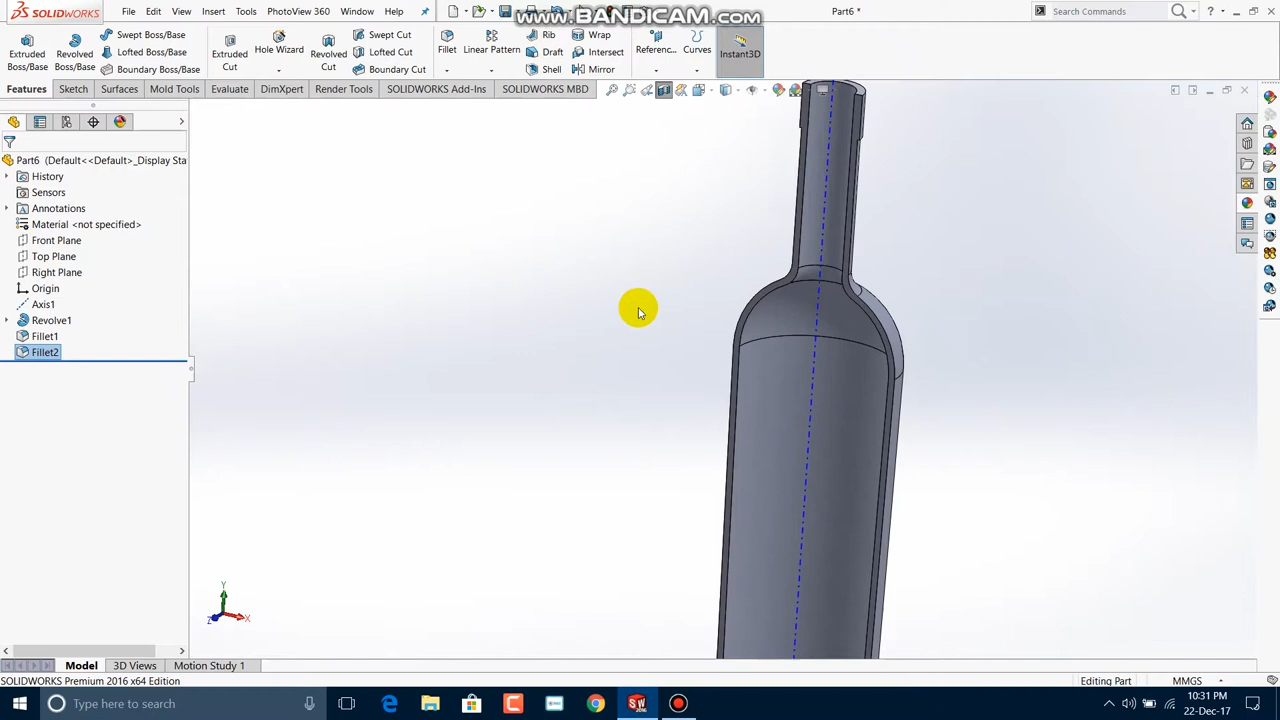 SOLIDWORKS
File Edit View Insert Tools PhotoView 360 Window Help
www.BANDICAM.com
Part6 *
Search Commands
Extruded Boss/Base
Revolved Boss/Base
Swept Boss/Base
Lofted Boss/Base
Boundary Boss/Base
Extruded Cut
Hole Wizard
Revolved Cut
Swept Cut
Lofted Cut
Boundary Cut
Fillet
Linear Pattern
Rib
Draft
Shell
Wrap
Intersect
Mirror
Referenc...
Curves
Instant3D
Features Sketch Surfaces Mold Tools Evaluate DimXpert Render Tools SOLIDWORKS Add-Ins SOLIDWORKS MBD
Part6 (Default<<Default>_Display Sta
History
Sensors
Annotations
Material <not specified>
Front Plane
Top Plane
Right Plane
Origin
Axis1
Revolve1
Fillet1
Fillet2
Y
Z X
Model 3D Views Motion Study 1
SOLIDWORKS Premium 2016 x64 Edition
Editing Part
MMGS
Type here to search
10:31 PM
22-Dec-17